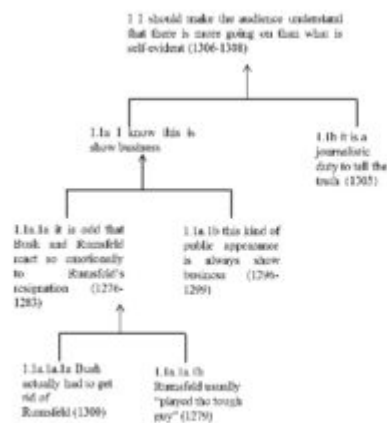 1 I should make the audience understand
that there is more going on than what is
self-evident (1306-1308)
1.1a I know this is
show business
1.1b it is a
journalistic
duty to tell the
truth (1305)
1.1a.1a it is odd that
Bush and Rumsfeld
react so emotionally
to Rumsfeld's
resignation (1276-
1283)
1.1a.1b this kind of
public appearance
is always show
business (1296-
1299)
1.1a.1a.1a Bush
actually had to get
rid of
Rumsfeld (1300)
1.1a.1a.1b
Rumsfeld usually
"played the tough
guy" (1279)